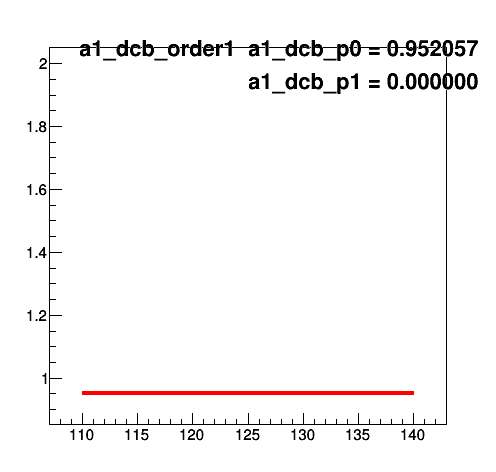 a1_dcb_order1 a1_dcb_p0 = 0.952057
a1_dcb_p1 = 0.000000
2
1.8
1.6
1.4
1.2
1
110 115 120 125 130 135 140